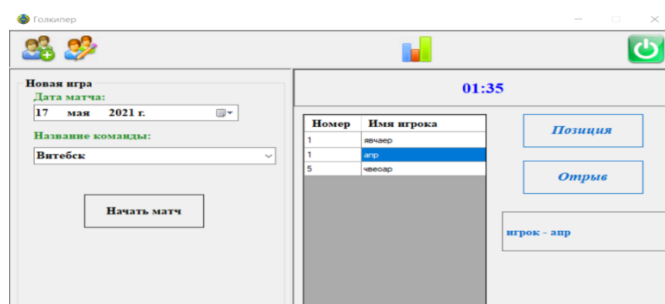 Голкипер
Новая игра
Дата матча:
17 мая 2021 г.
Название команды:
Витебск
Начать матч
01:35
Номер Имя игрока
1 явчаер
1 апр
5 чвеоар
Позиция
Отрыв
игрок - апр